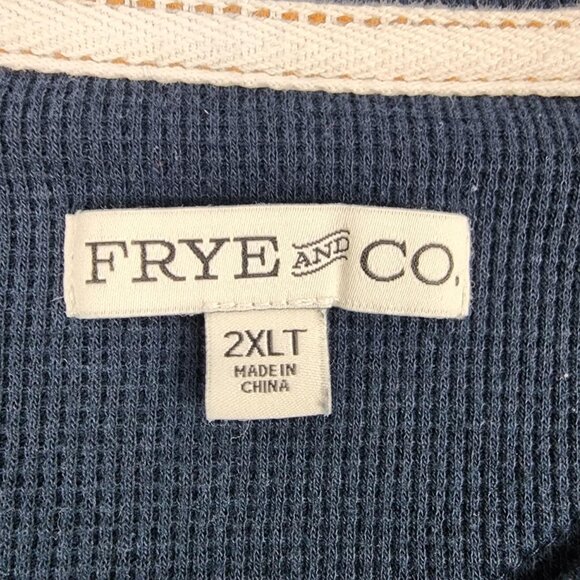 FRYE AND CO.
2XLT
MADE IN
CHINA